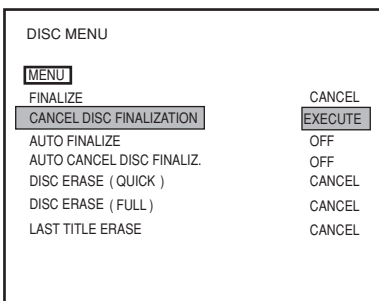 DISC MENU
MENU
FINALIZE CANCEL
CANCEL DISC FINALIZATION EXECUTE
AUTO FINALIZE OFF
AUTO CANCEL DISC FINALIZ. OFF
DISC ERASE ( QUICK ) CANCEL
DISC ERASE ( FULL ) CANCEL
LAST TITLE ERASE CANCEL